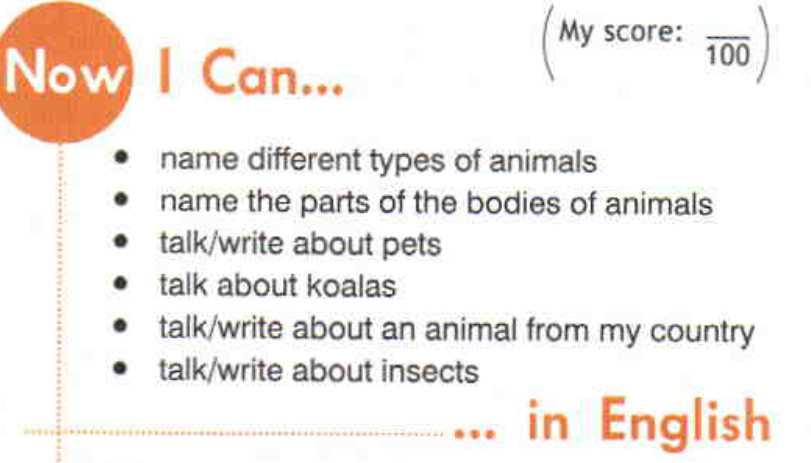 (My score: /100)
Now I Can...
• name different types of animals
• name the parts of the bodies of animals
• talk/write about pets
• talk about koalas
• talk/write about an animal from my country
• talk/write about insects
... in English